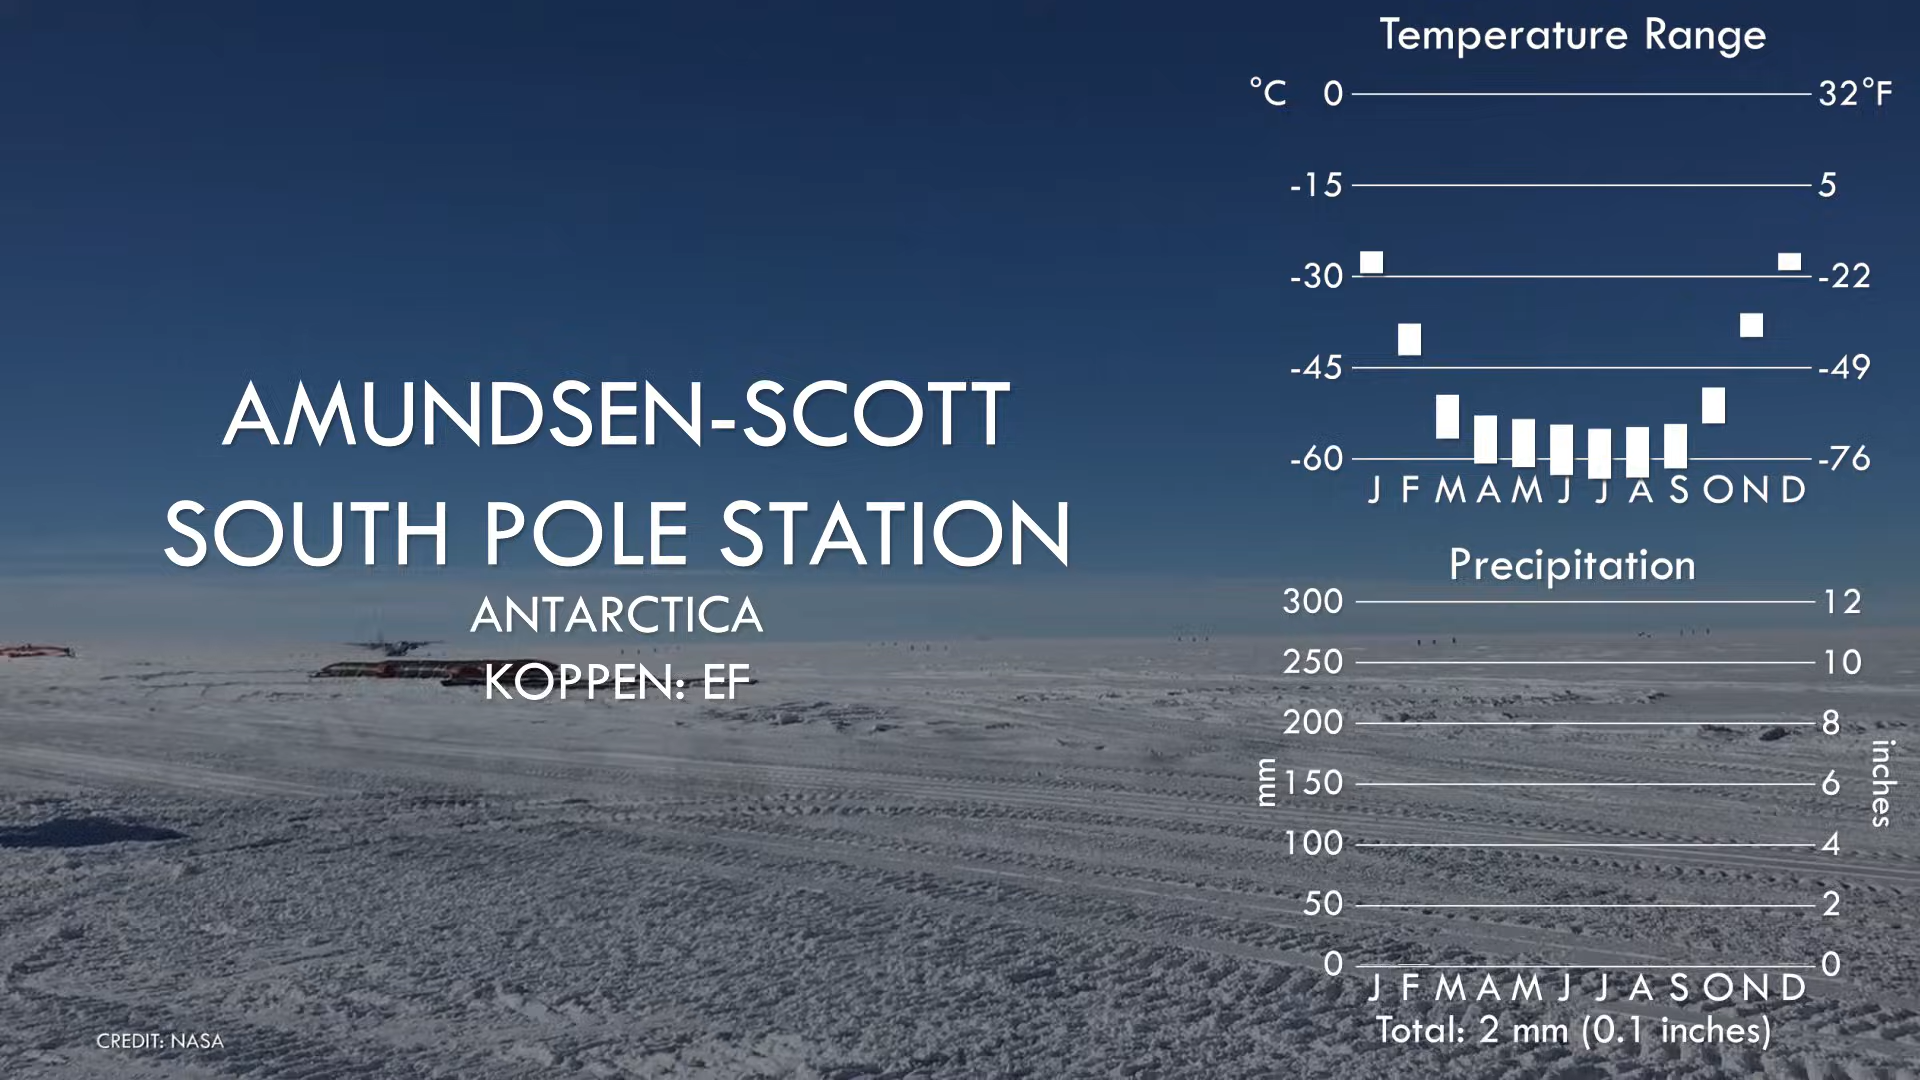 AMUNDSEN-SCOTT
SOUTH POLE STATION
ANTARCTICA
KOPPEN: EF
CREDIT: NASA
Temperature Range
°C 0 32°F
-15 5
-30 -22
-45 -49
-60 -76
J F M A M J J A S O N D
Precipitation
300 12
250 10
200 8
mm 150 6 inches
100 4
50 2
0 0
J F M A M J J A S O N D
Total: 2 mm (0.1 inches)